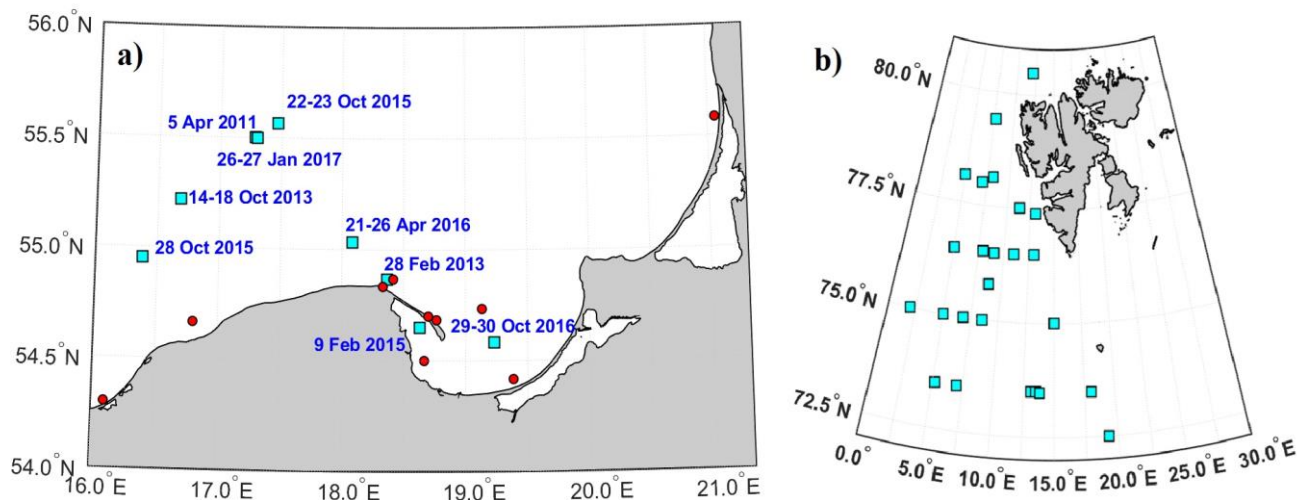 a)
56.0°N
55.5°N
55.0°N
54.5°N
54.0°N
22-23 Oct 2015
5 Apr 2011
26-27 Jan 2017
14-18 Oct 2013
21-26 Apr 2016
28 Oct 2015
28 Feb 2013
29-30 Oct 2016
9 Feb 2015
16.0°E 17.0°E 18.0°E 19.0°E 20.0°E 21.0°E
b)
80.0°N
77.5°N
75.0°N
72.5°N
0.0° 5.0°E 10.0°E 15.0°E 20.0°E 25.0°E 30.0°E